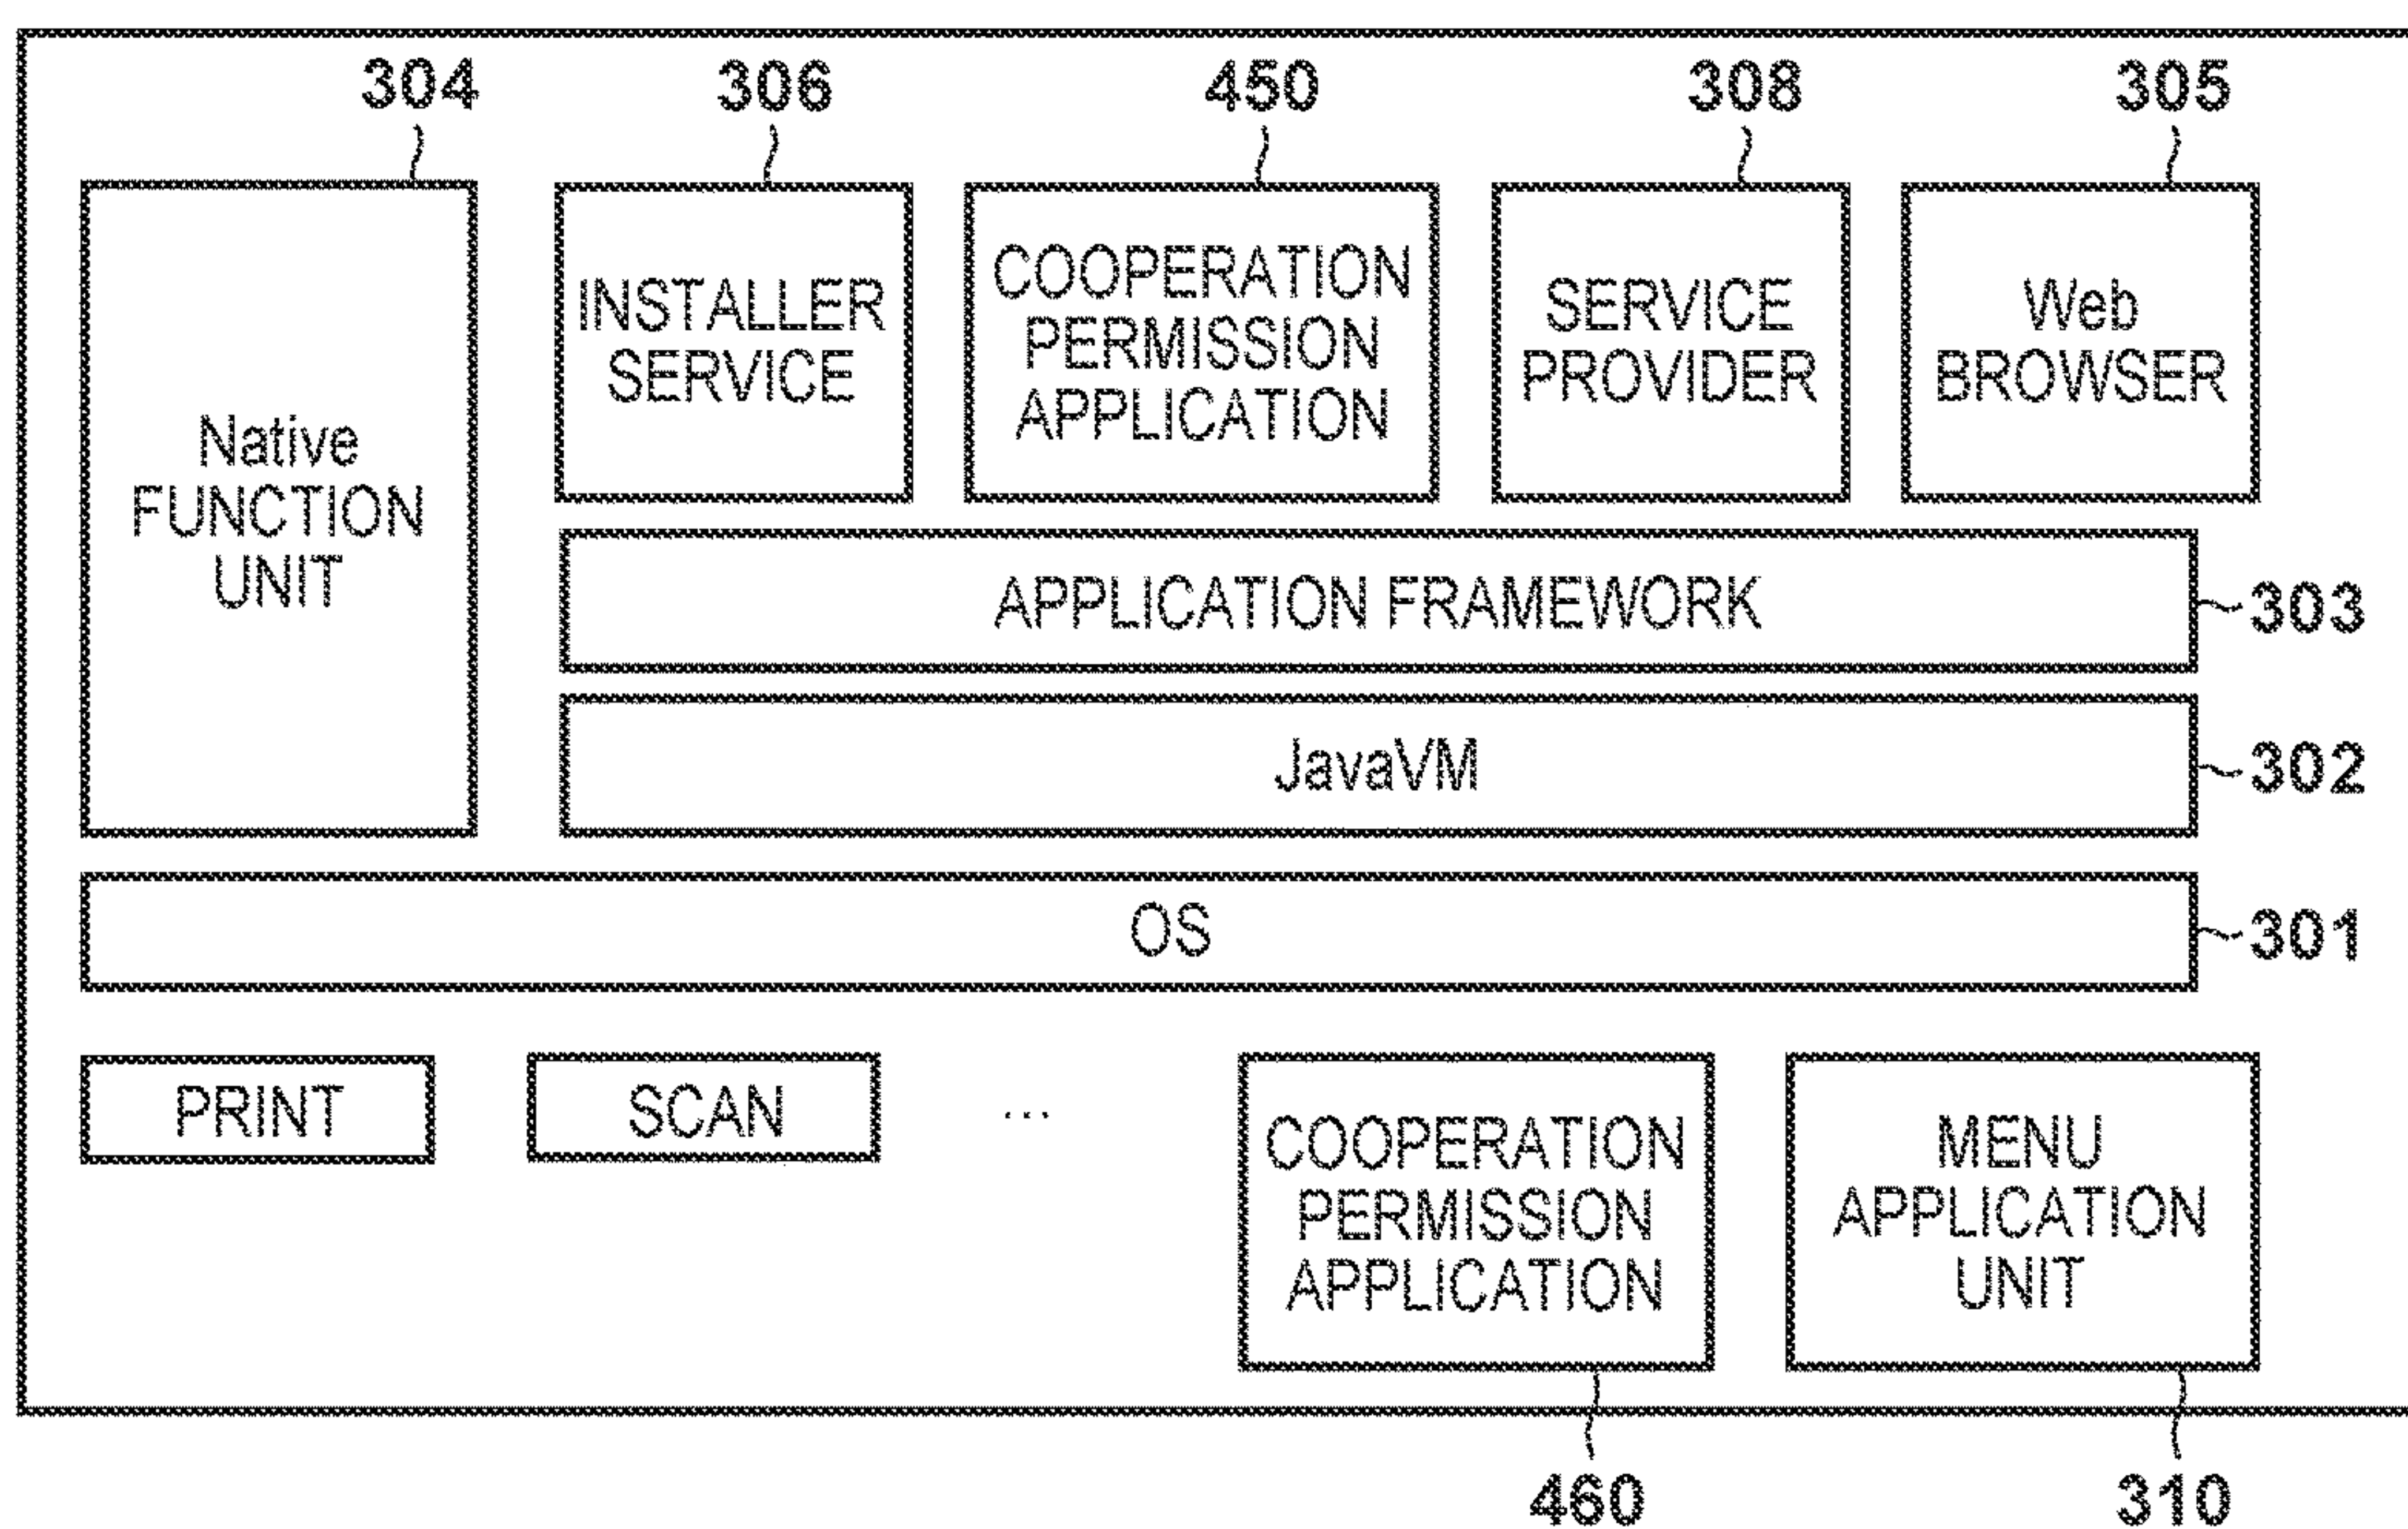 304
306
450
308
305
Native
FUNCTION
UNIT
INSTALLER
SERVICE
COOPERATION
PERMISSION
APPLICATION
SERVICE
PROVIDER
Web
BROWSER
APPLICATION FRAMEWORK
303
JavaVM
302
OS
301
PRINT
SCAN
...
COOPERATION
PERMISSION
APPLICATION
MENU
APPLICATION
UNIT
460
310